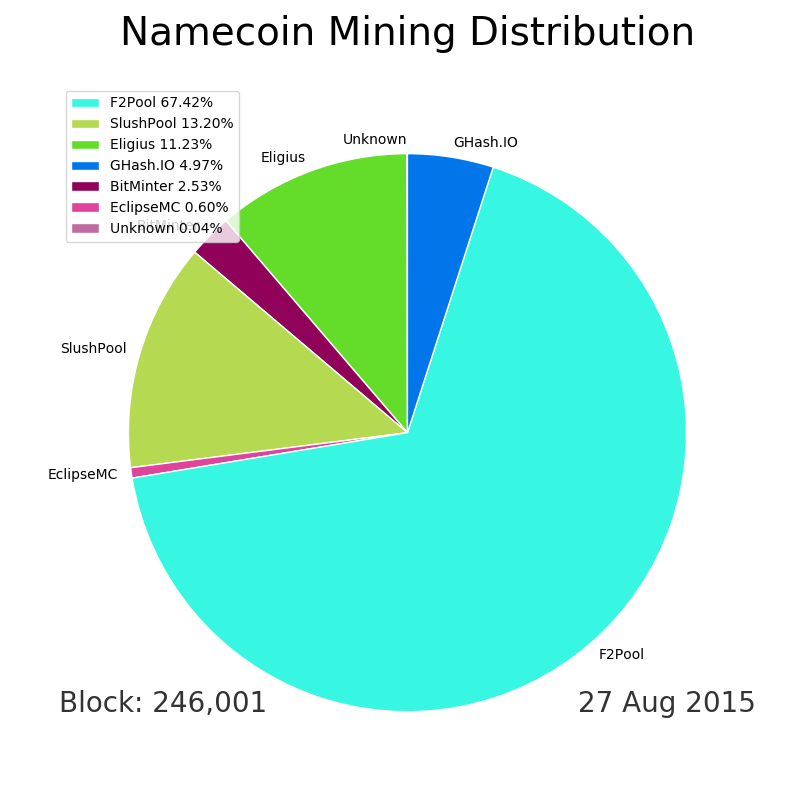 Namecoin Mining Distribution
F2Pool 67.42%
SlushPool 13.20%
Eligius 11.23%
GHash.IO 4.97%
BitMinter 2.53%
EclipseMC 0.60%
Unknown 0.04%
Unknown
GHash.IO
Eligius
BitMinter
SlushPool
EclipseMC
F2Pool
Block: 246,001
27 Aug 2015